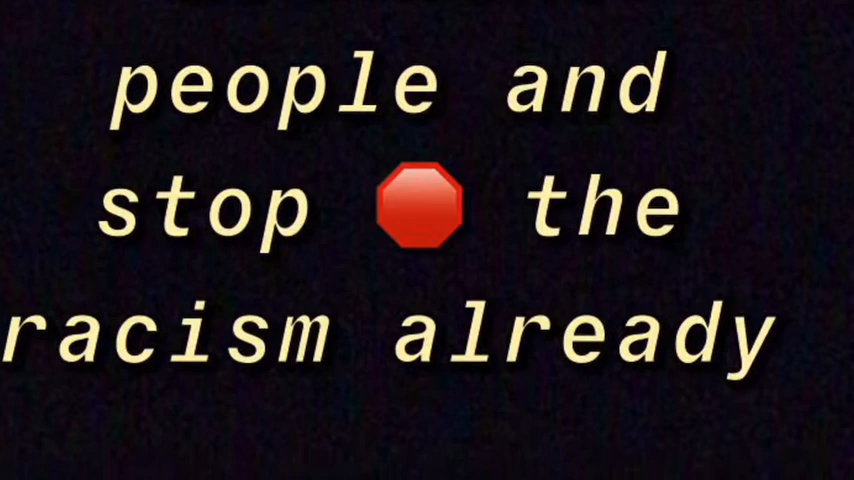 people and
stop 🛑 the
racism already